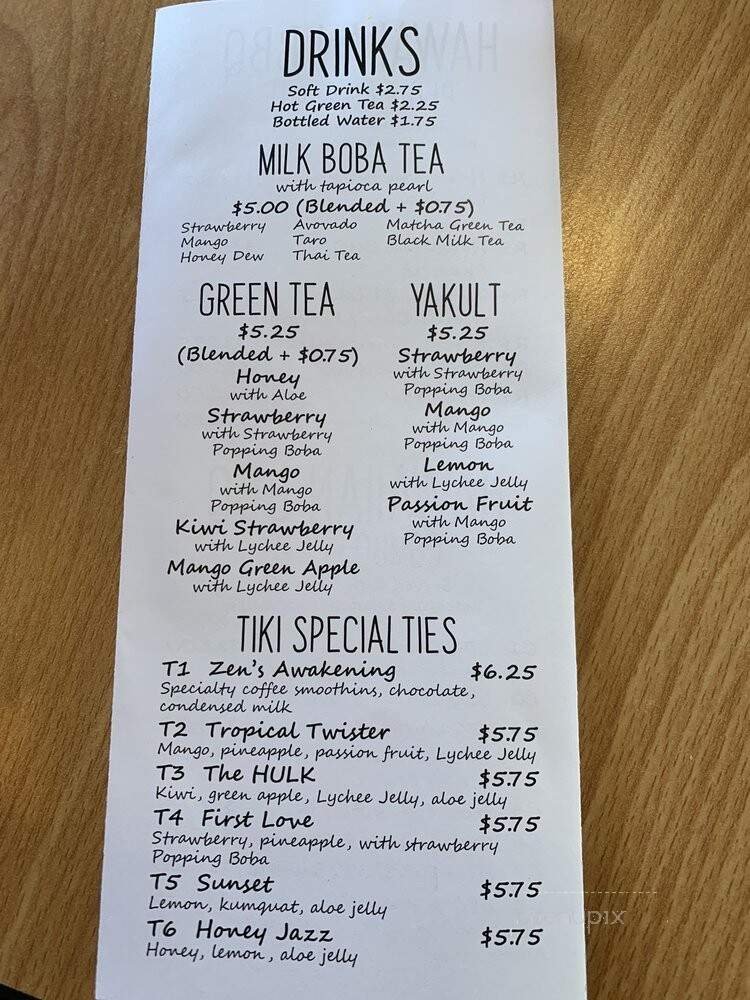 DRINKS
Soft Drink $2.75
Hot Green Tea $2.25
Bottled Water $1.75
MILK BOBA TEA
with tapioca pearl
$5.00 (Blended + $0.75)
Strawberry Avovado Matcha Green Tea
Mango Taro Black Milk Tea
Honey Dew Thai Tea
GREEN TEA
$5.25
(Blended + $0.75)
Honey
with Aloe
Strawberry
with Strawberry
Popping Boba
Mango
with Mango
Popping Boba
Kiwi Strawberry
with Lychee Jelly
Mango Green Apple
with Lychee Jelly
YAKULT
$5.25
Strawberry
with Strawberry
Popping Boba
Mango
with Mango
Popping Boba
Lemon
with Lychee Jelly
Passion Fruit
with Mango
Popping Boba
TIKI SPECIALTIES
T1 Zen's Awakening $6.25
Specialty coffee smoothins, chocolate,
condensed milk
T2 Tropical Twister $5.75
Mango, pineapple, passion fruit, Lychee Jelly
T3 The HULK $5.75
Kiwi, green apple, Lychee Jelly, aloe jelly
T4 First Love $5.75
Strawberry, pineapple, with strawberry
Popping Boba
T5 Sunset $5.75
Lemon, kumquat, aloe jelly
T6 Honey Jazz $5.75
Honey, lemon, aloe jelly